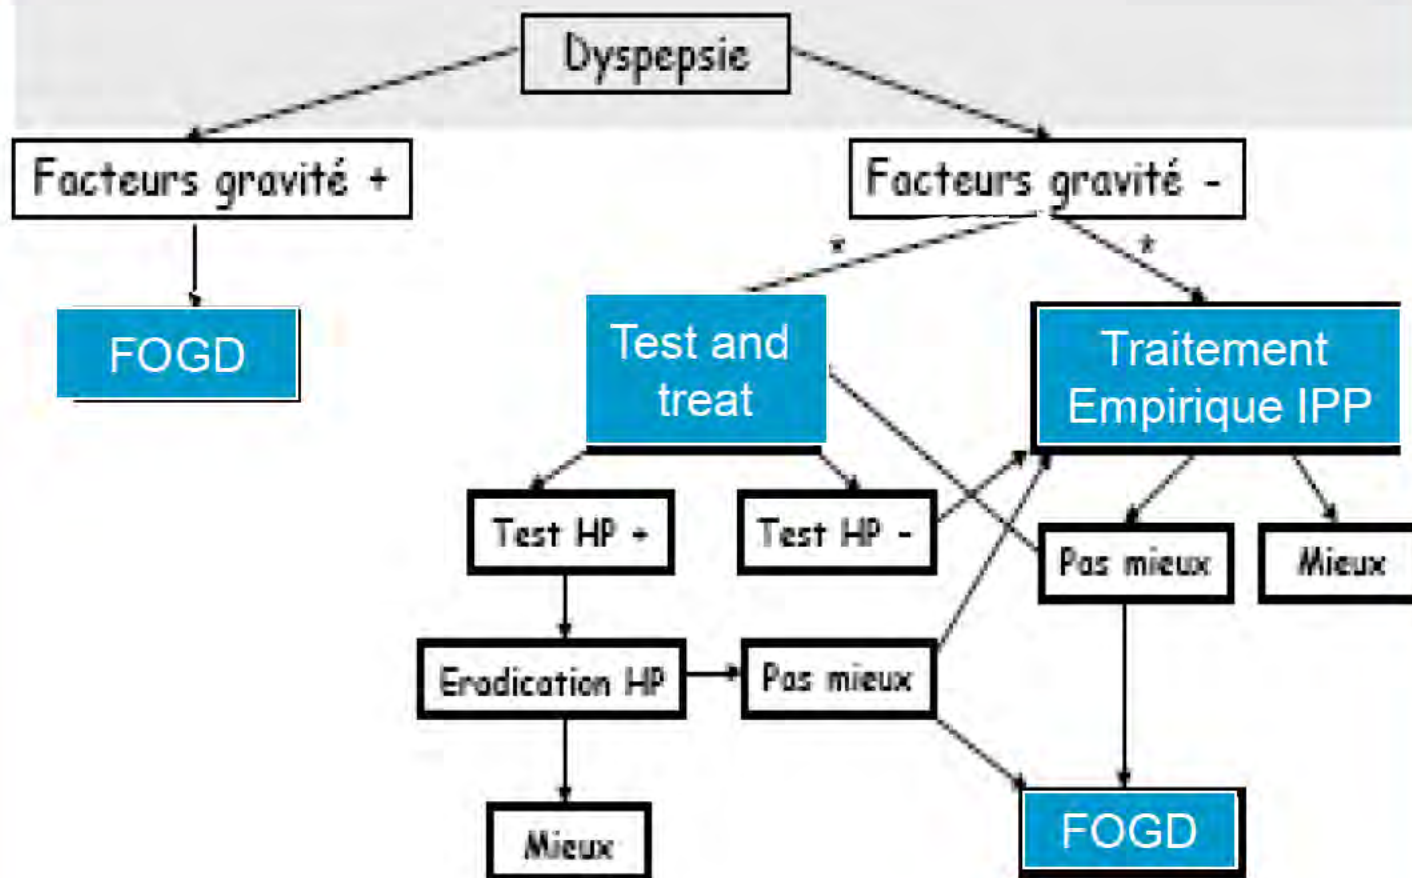 Dyspepsie
Facteurs gravité +
Facteurs gravité -
*
*
FOGD
Test and
treat
Traitement
Empirique IPP
Test HP +
Test HP -
Pas mieux
Mieux
Eradication HP
Pas mieux
Mieux
FOGD